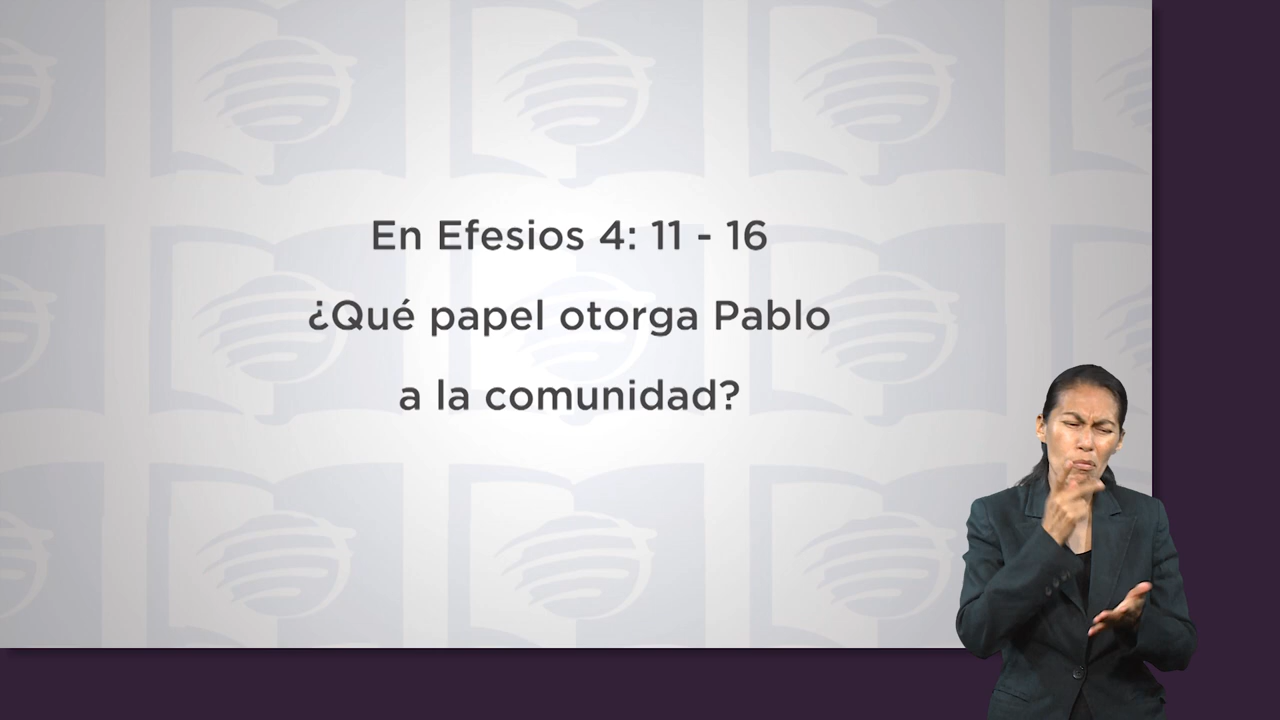 En Efesios 4: 11 - 16
¿Qué papel otorga Pablo
a la comunidad?